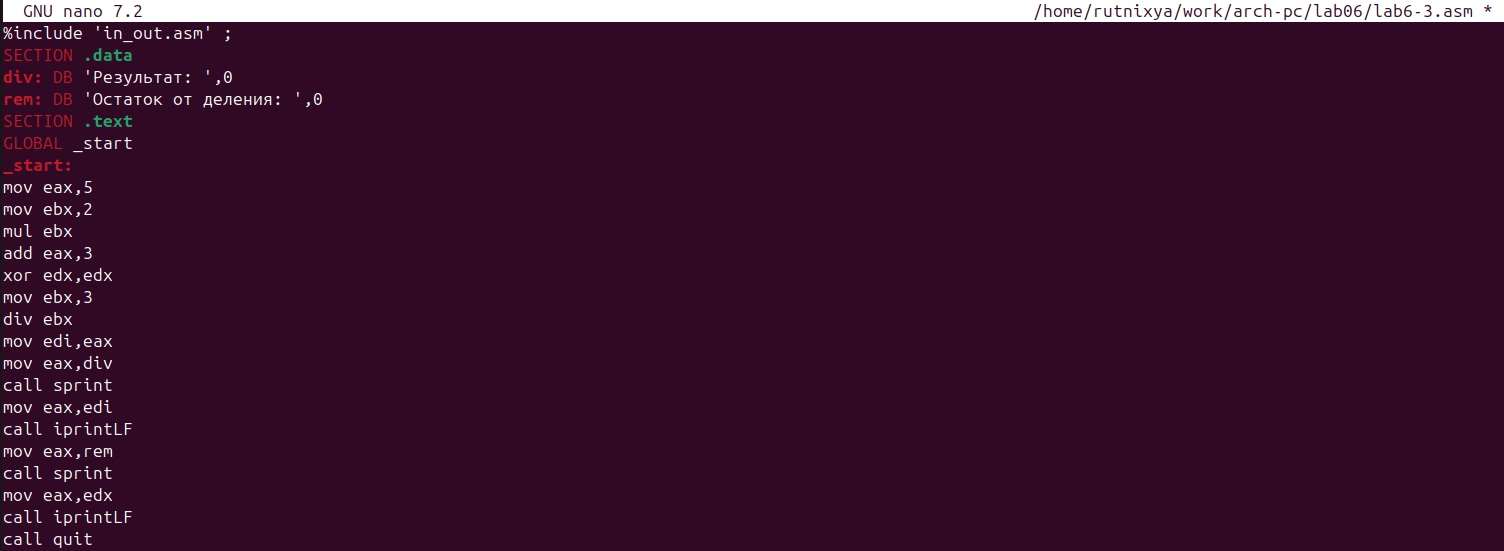 GNU nano 7.2 /home/rutnixya/work/arch-pc/lab06/lab6-3.asm *
%include 'in_out.asm' ;
SECTION .data
div: DB 'Результат: ',0
rem: DB 'Остаток от деления: ',0
SECTION .text
GLOBAL _start
_start:
mov eax,5
mov ebx,2
mul ebx
add eax,3
xor edx,edx
mov ebx,3
div ebx
mov edi,eax
mov eax,div
call sprint
mov eax,edi
call iprintLF
mov eax,rem
call sprint
mov eax,edx
call iprintLF
call quit